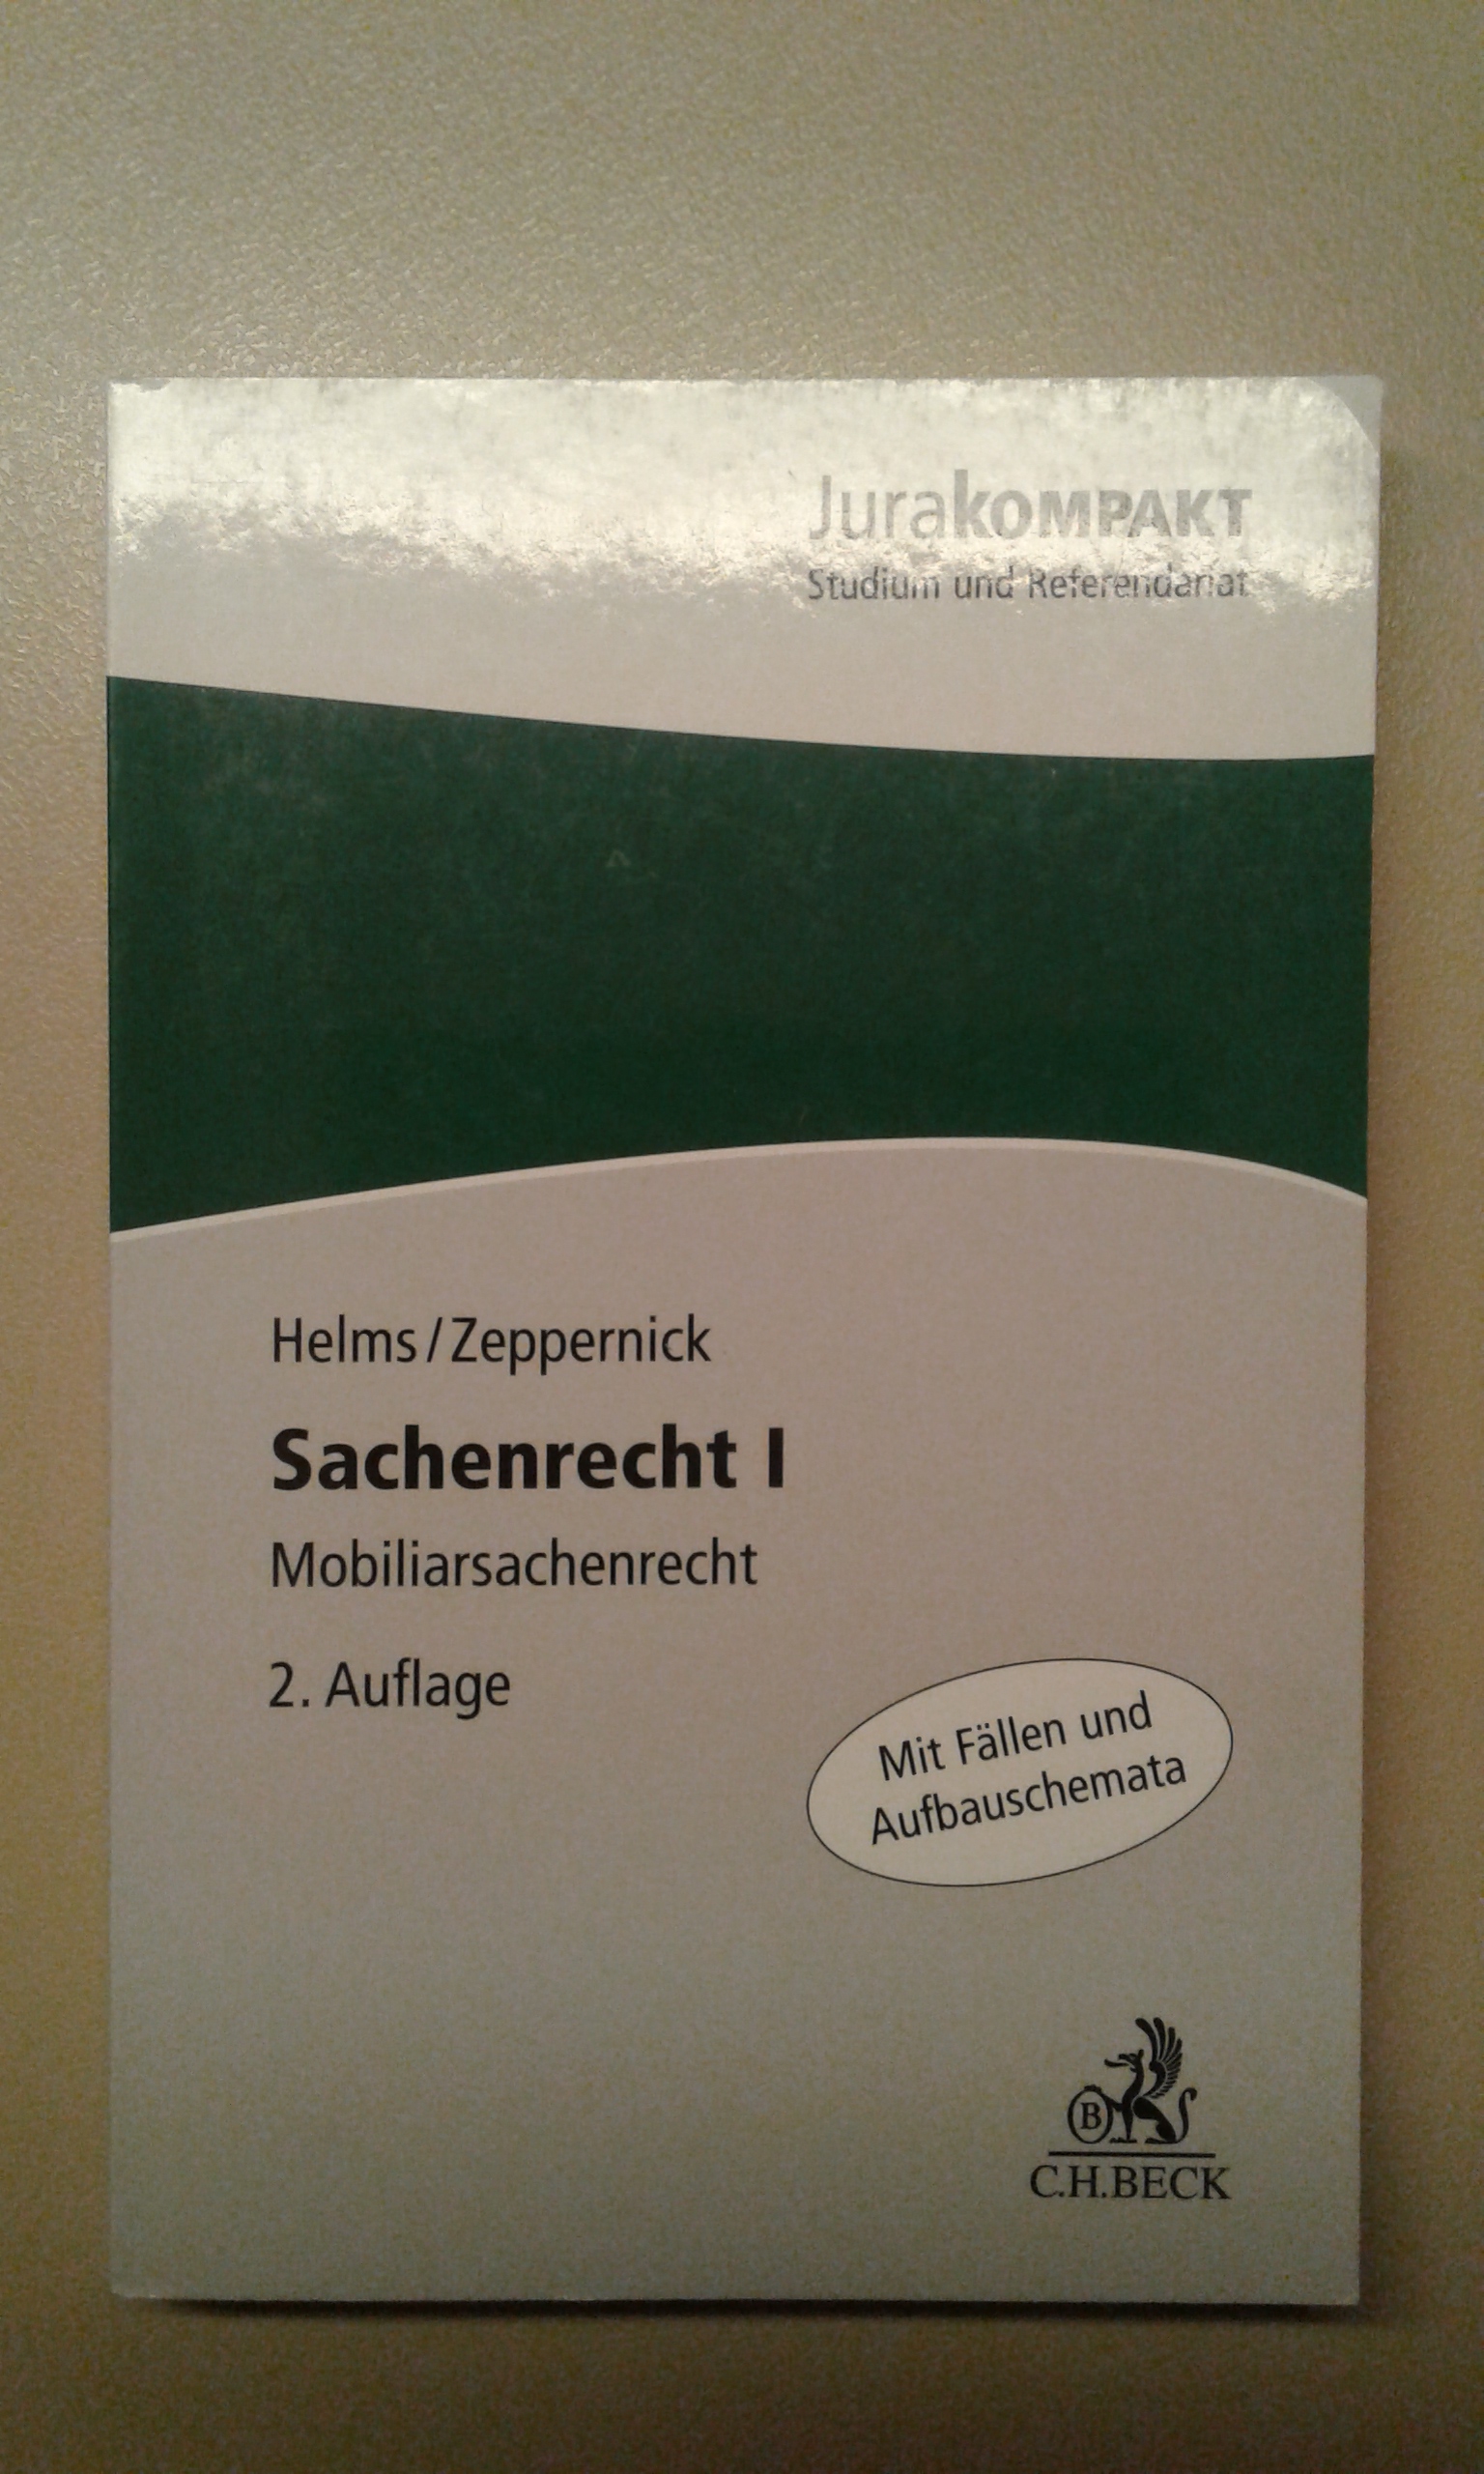 JuraKOMPAKT
Studium und Referendariat
Helms / Zeppernick
Sachenrecht I
Mobiliarsachenrecht
2. Auflage
Mit Fällen und
Aufbauschemata
B
C.H.BECK